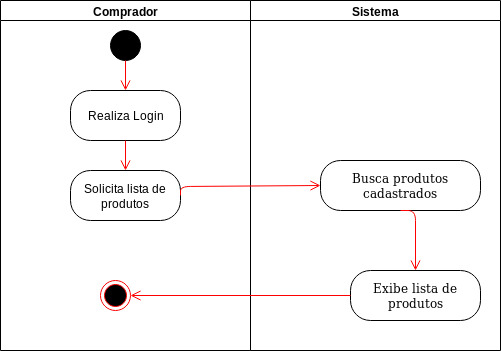 Comprador
Sistema
Realiza Login
Solicita lista de
produtos
Busca produtos
cadastrados
Exibe lista de
produtos